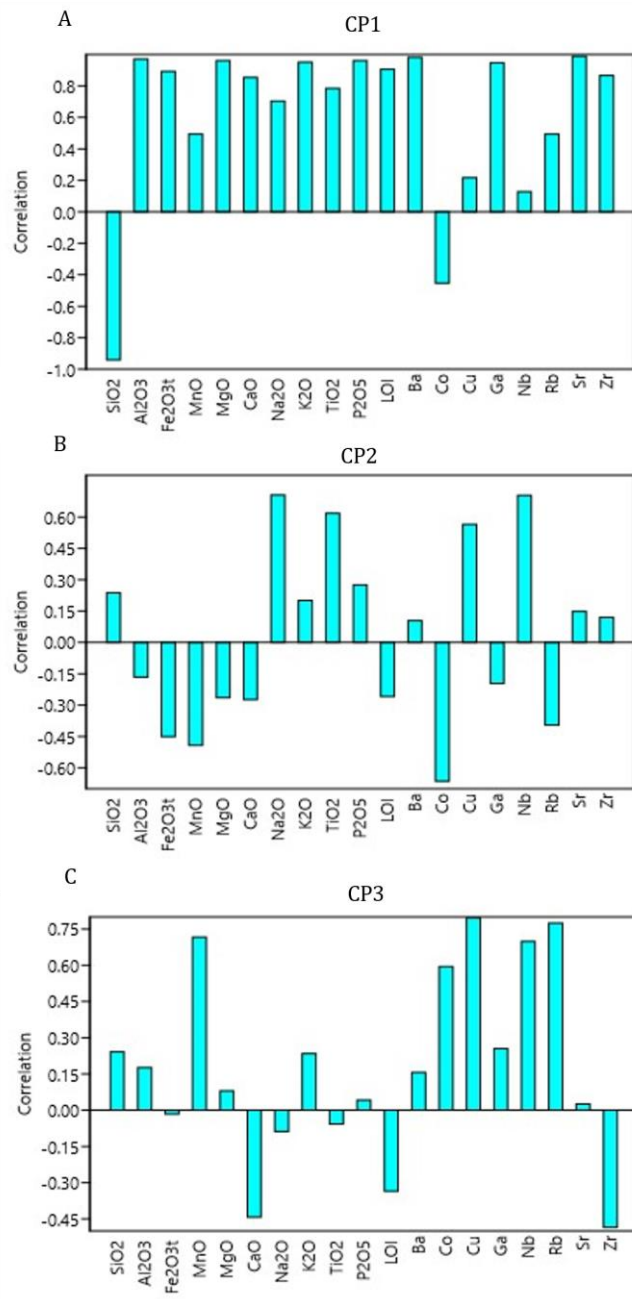 A
CP1
0.8
0.6
0.4
0.2
0.0
-0.2
-0.4
-0.6
-0.8
-1.0
Correlation
SiO2 Al2O3 Fe2O3t MnO MgO CaO Na2O K2O TiO2 P2O5 LOI Ba Co Cu Ga Nb Rb Sr Zr
B
CP2
0.60
0.45
0.30
0.15
0.00
-0.15
-0.30
-0.45
-0.60
Correlation
SiO2 Al2O3 Fe2O3t MnO MgO CaO Na2O K2O TiO2 P2O5 LOI Ba Co Cu Ga Nb Rb Sr Zr
C
CP3
0.75
0.60
0.45
0.30
0.15
0.00
-0.15
-0.30
-0.45
Correlation
SiO2 Al2O3 Fe2O3t MnO MgO CaO Na2O K2O TiO2 P2O5 LOI Ba Co Cu Ga Nb Rb Sr Zr